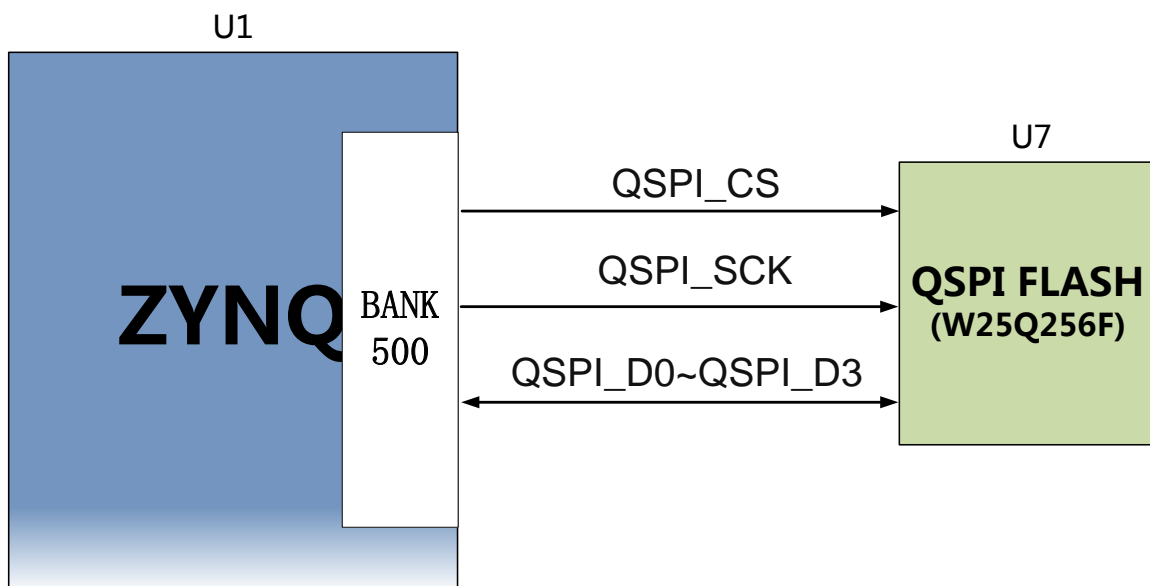 U1
ZYNQ
BANK
500
QSPI_CS
QSPI_SCK
QSPI_D0~QSPI_D3
U7
QSPI FLASH
(W25Q256F)